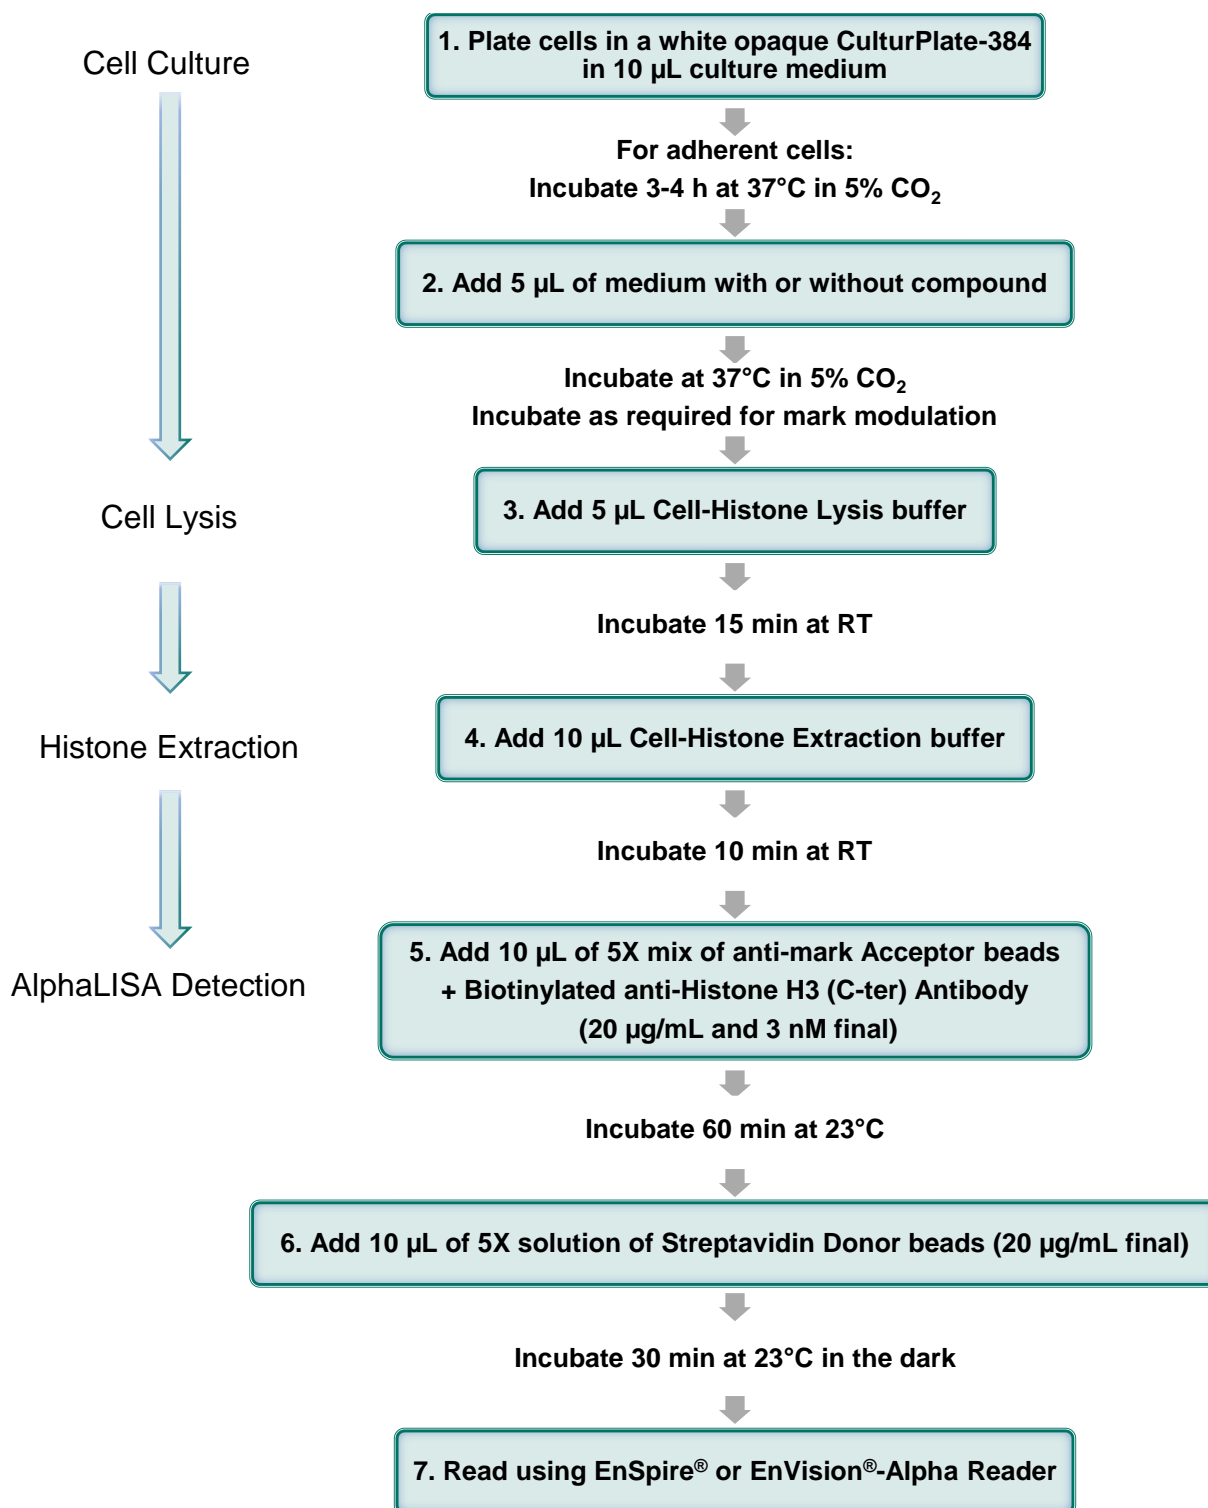 Cell Culture
1. Plate cells in a white opaque CulturPlate-384
in 10 µL culture medium
For adherent cells:
Incubate 3-4 h at 37°C in 5% CO₂
2. Add 5 µL of medium with or without compound
Incubate at 37°C in 5% CO₂
Incubate as required for mark modulation
Cell Lysis
3. Add 5 µL Cell-Histone Lysis buffer
Incubate 15 min at RT
Histone Extraction
4. Add 10 µL Cell-Histone Extraction buffer
Incubate 10 min at RT
AlphaLISA Detection
5. Add 10 µL of 5X mix of anti-mark Acceptor beads
+ Biotinylated anti-Histone H3 (C-ter) Antibody
(20 µg/mL and 3 nM final)
Incubate 60 min at 23°C
6. Add 10 µL of 5X solution of Streptavidin Donor beads (20 µg/mL final)
Incubate 30 min at 23°C in the dark
7. Read using EnSpire® or EnVision®-Alpha Reader